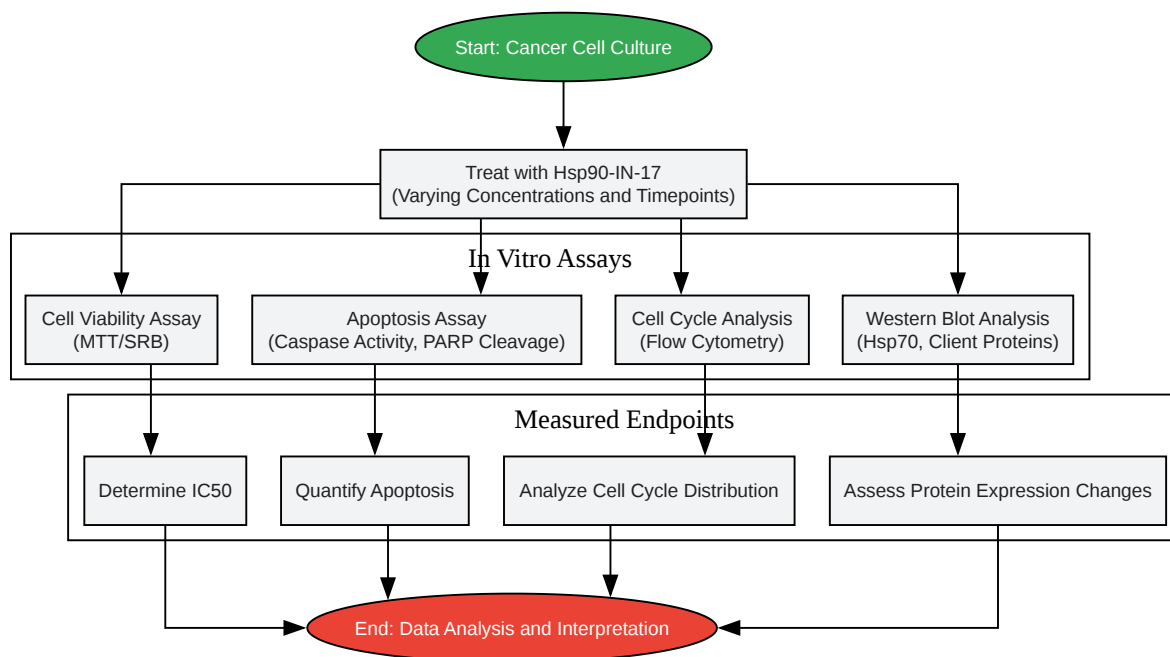 Start: Cancer Cell Culture
Treat with Hsp90-IN-17
(Varying Concentrations and Timepoints)
In Vitro Assays
Cell Viability Assay
(MTT/SRB)
Apoptosis Assay
(Caspase Activity, PARP Cleavage)
Cell Cycle Analysis
(Flow Cytometry)
Western Blot Analysis
(Hsp70, Client Proteins)
Measured Endpoints
Determine IC50
Quantify Apoptosis
Analyze Cell Cycle Distribution
Assess Protein Expression Changes
End: Data Analysis and Interpretation